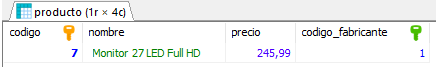 producto (1r × 4c)
codigo nombre precio codigo_fabricante
7 Monitor 27 LED Full HD 245,99 1